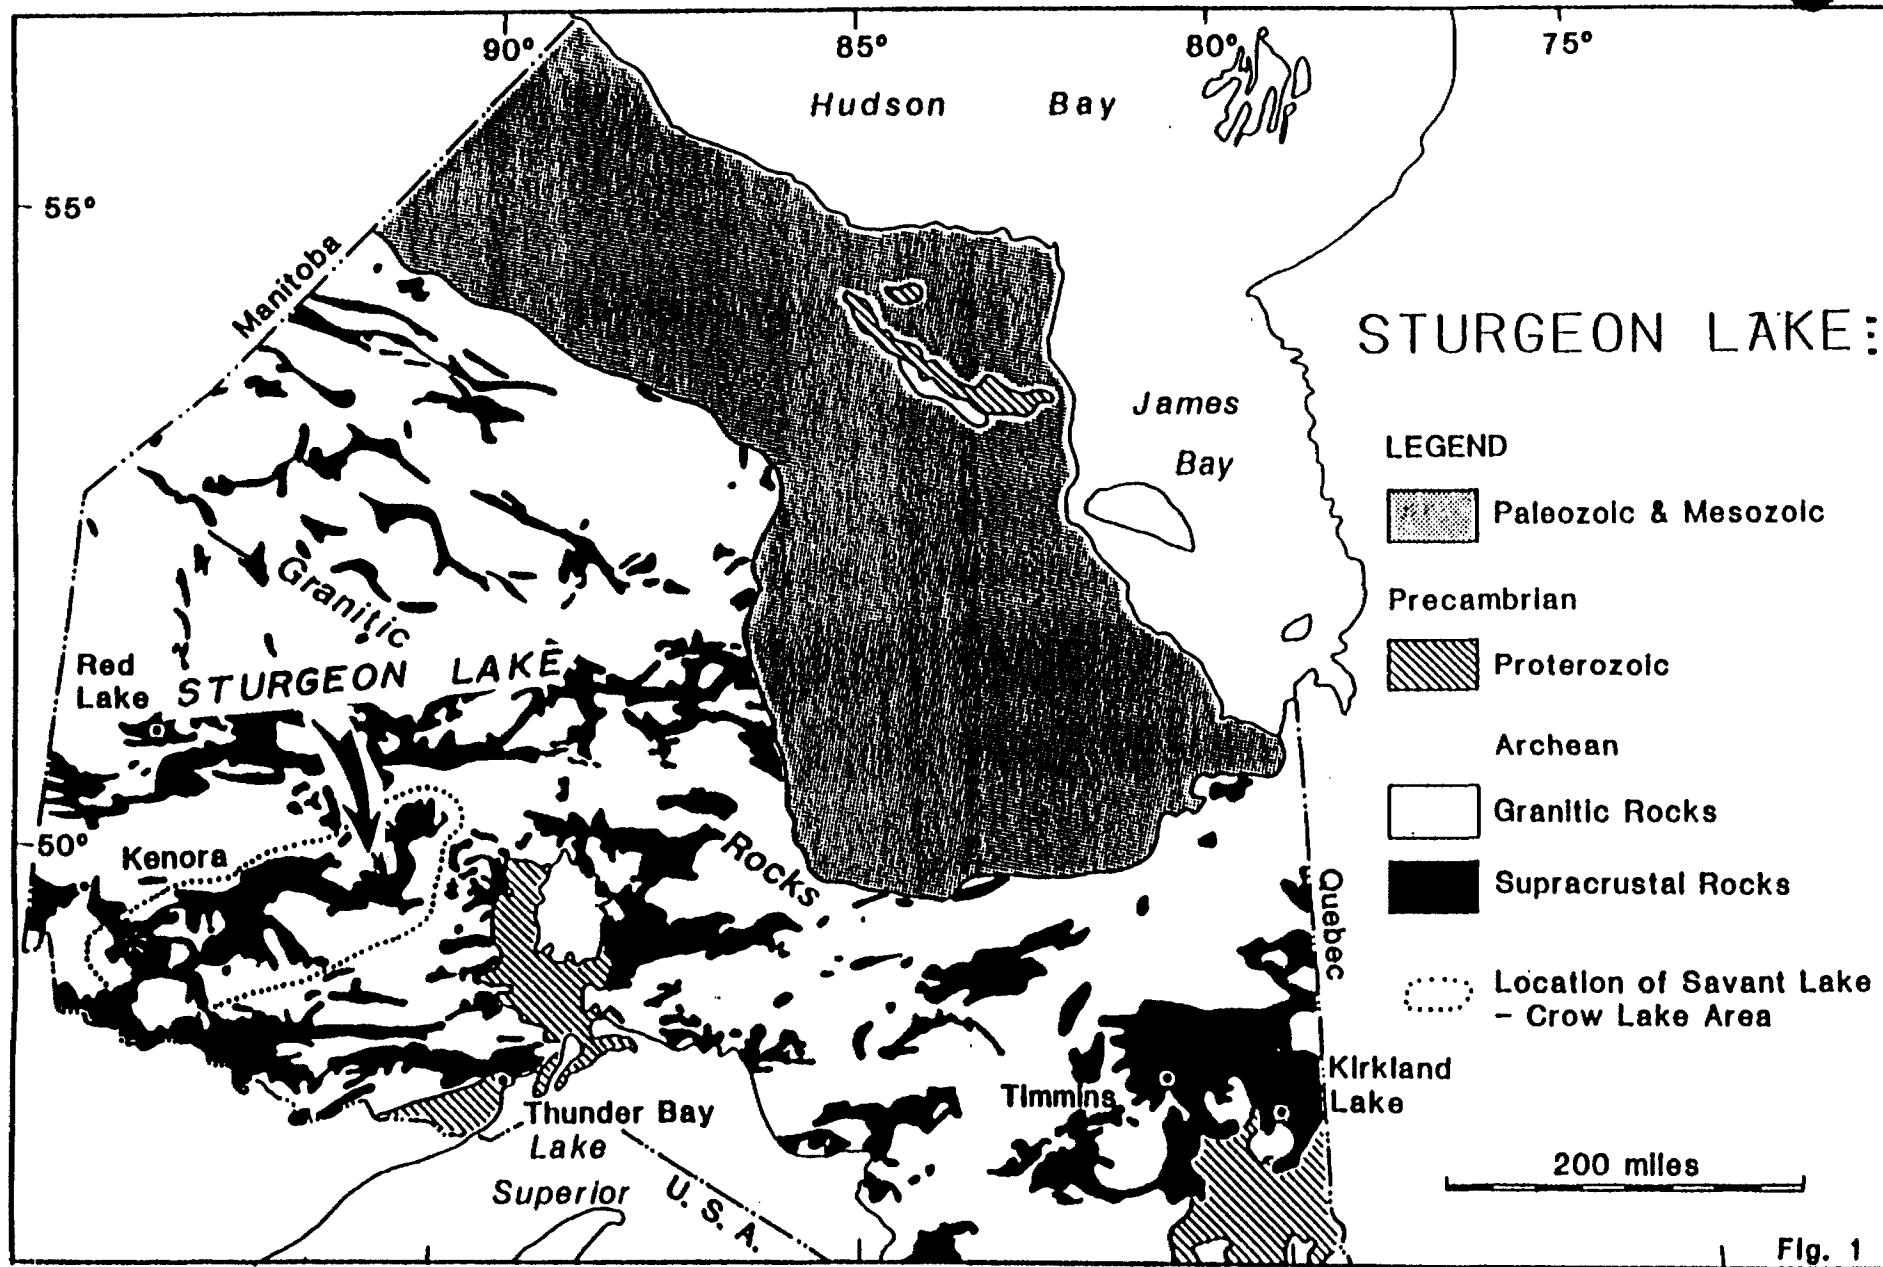 90°
85°
80°
75°
Hudson Bay
55°
Manitoba
STURGEON LAKE:
James
Bay
LEGEND
Paleozoic & Mesozoic
Precambrian
Proterozoic
Archean
Granitic Rocks
Supracrustal Rocks
Location of Savant Lake
- Crow Lake Area
Granitic
Rocks
Red
Lake
STURGEON LAKE
50°
Kenora
Quebec
Timmins
Kirkland
Lake
Thunder Bay
Lake
Superior
U.S.A.
200 miles
Fig. 1